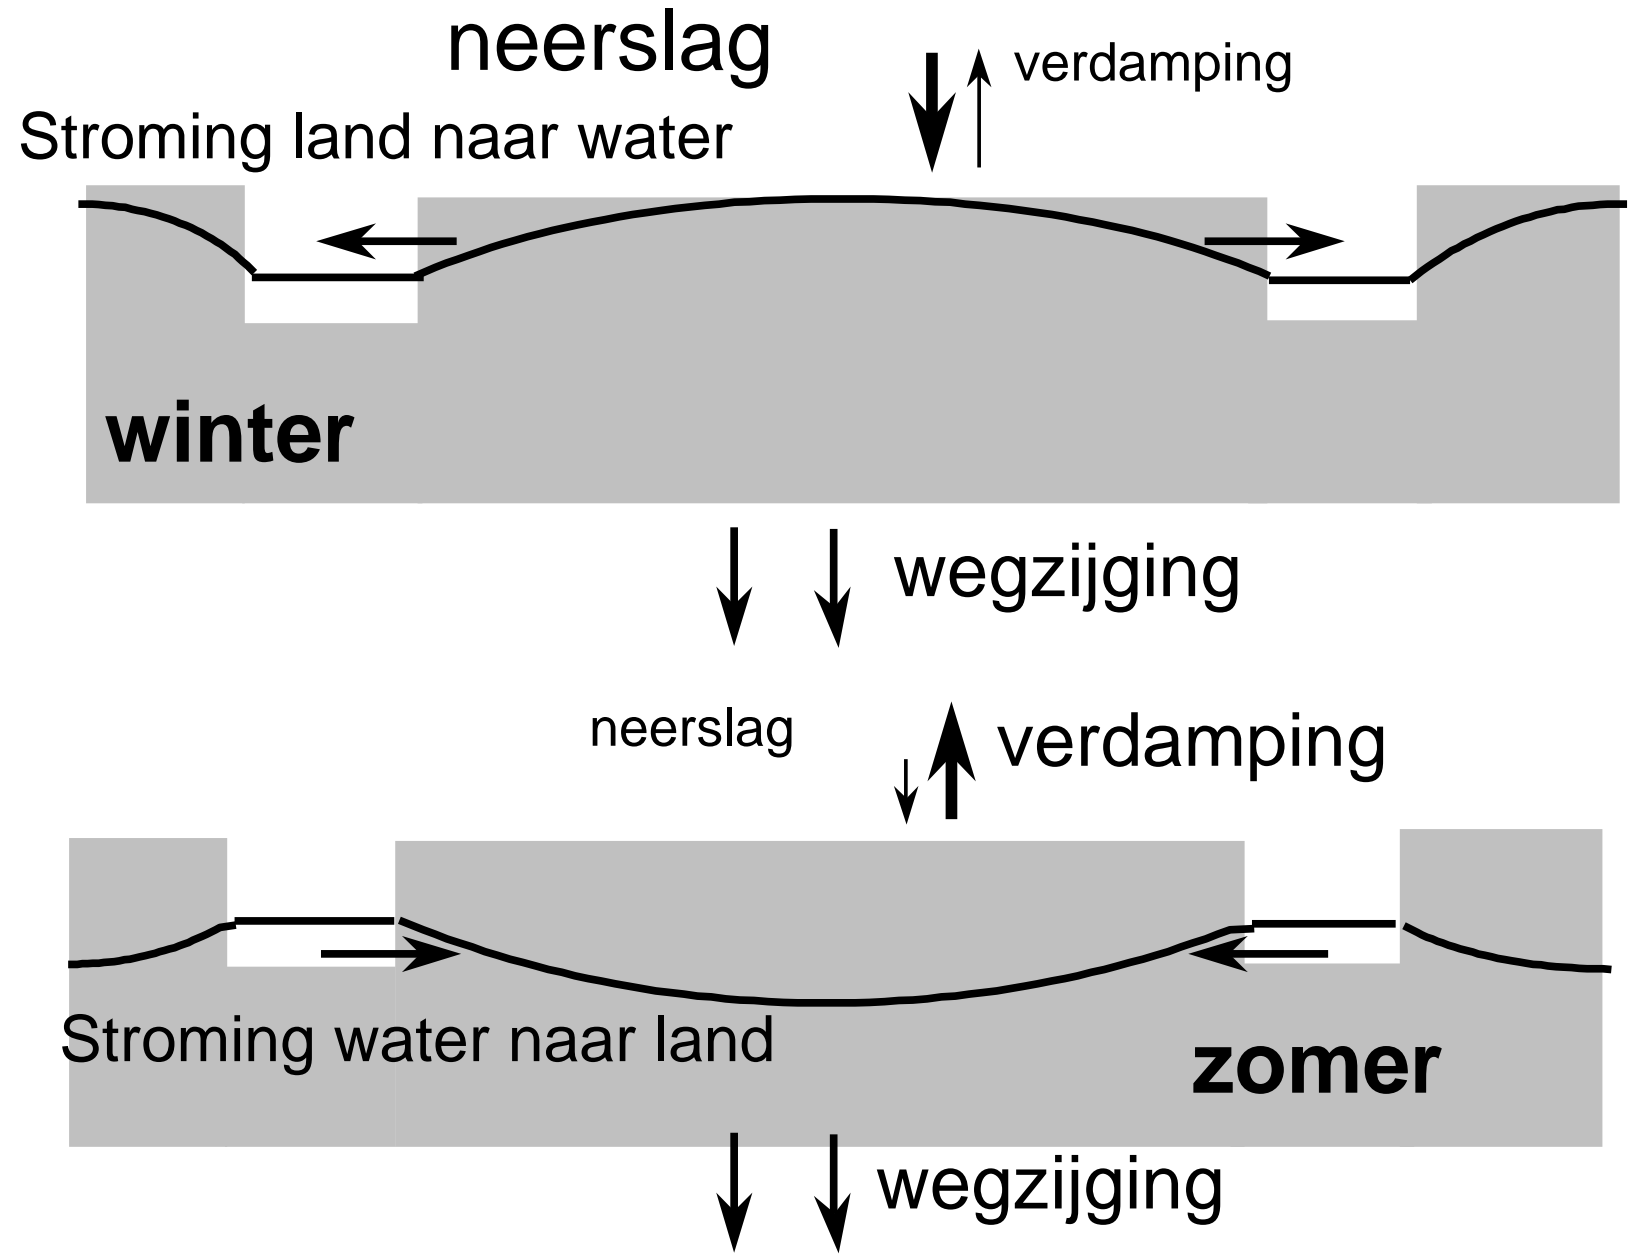 neerslag
verdamping
Stroming land naar water
winter
wegzijging
neerslag
verdamping
Stroming water naar land
zomer
wegzijging